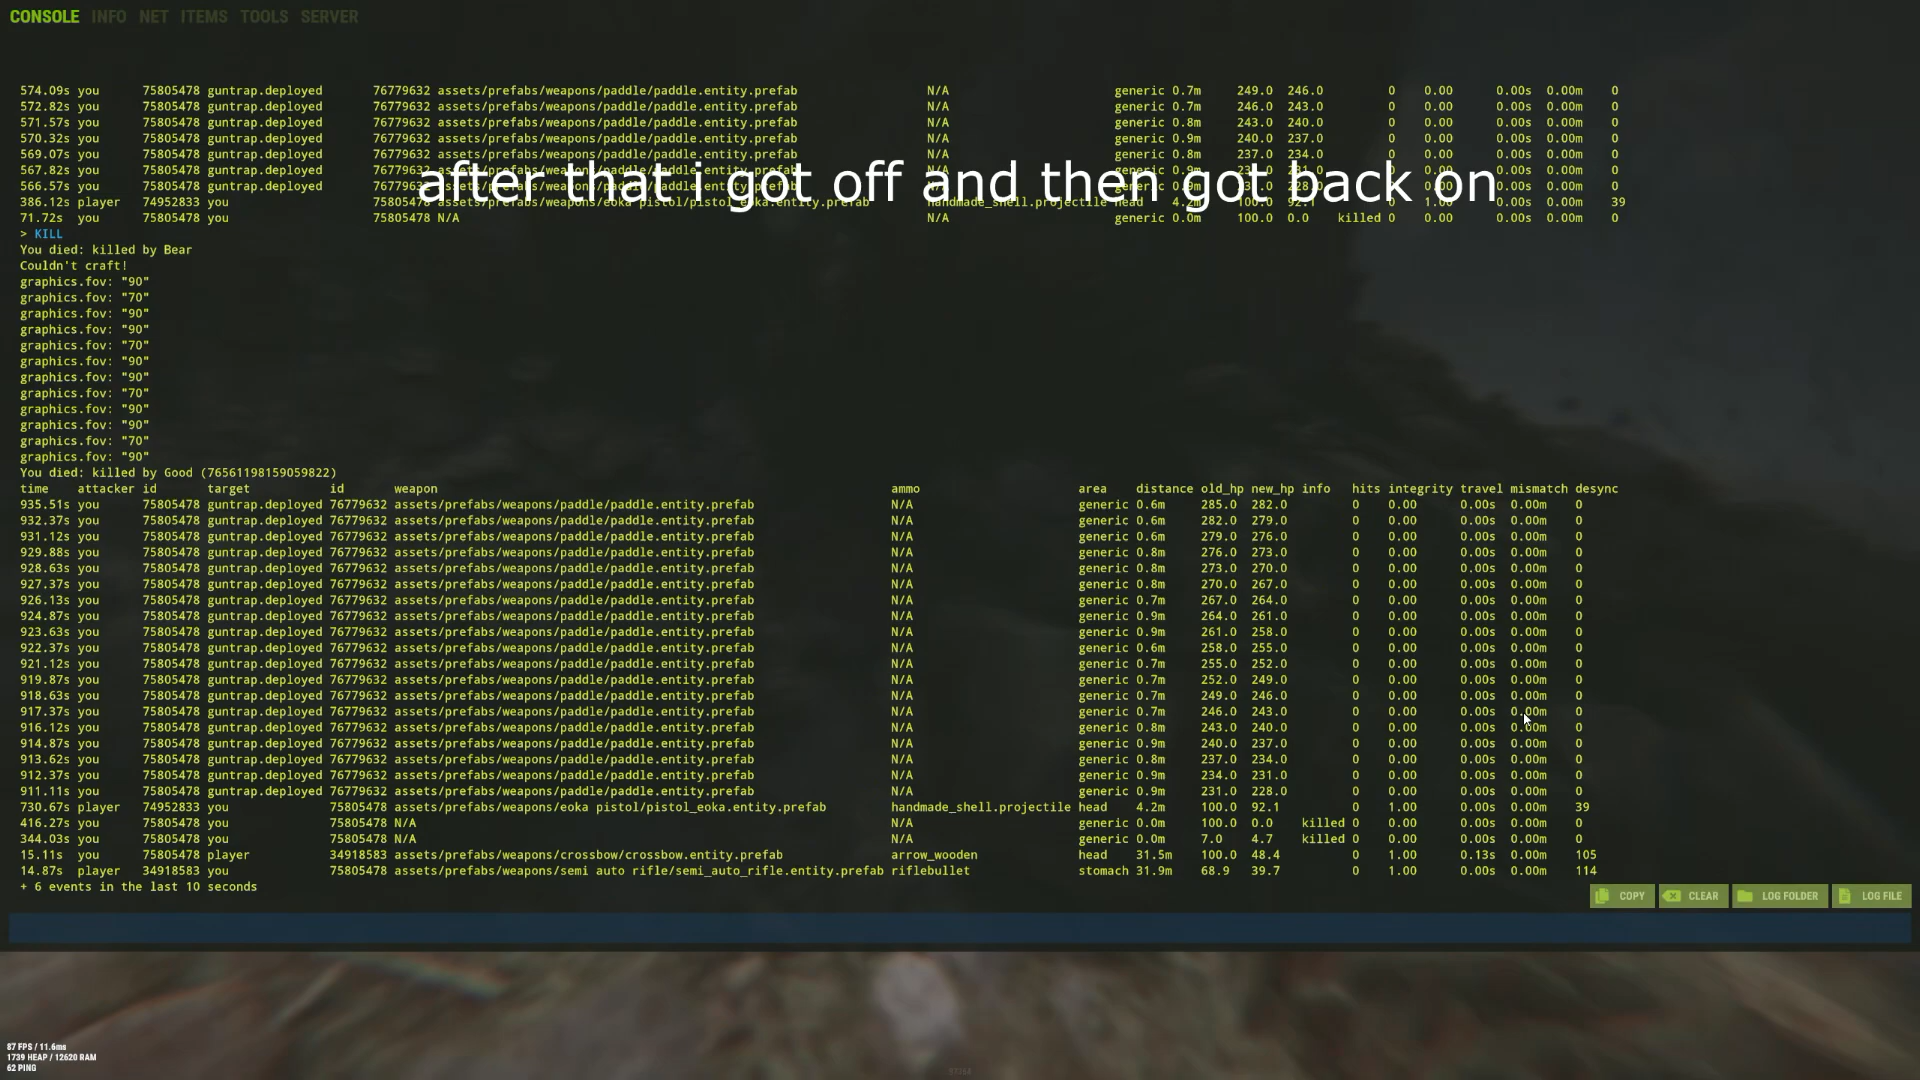 CONSOLE INFO NET ITEMS TOOLS SERVER
574.09s you 75805478 guntrap.deployed 76779632 assets/prefabs/weapons/paddle/paddle.entity.prefab N/A generic 0.7m 249.0 246.0 0 0.00 0.00s 0.00m 0
572.82s you 75805478 guntrap.deployed 76779632 assets/prefabs/weapons/paddle/paddle.entity.prefab N/A generic 0.7m 246.0 243.0 0 0.00 0.00s 0.00m 0
571.57s you 75805478 guntrap.deployed 76779632 assets/prefabs/weapons/paddle/paddle.entity.prefab N/A generic 0.8m 243.0 240.0 0 0.00 0.00s 0.00m 0
570.32s you 75805478 guntrap.deployed 76779632 assets/prefabs/weapons/paddle/paddle.entity.prefab N/A generic 0.9m 240.0 237.0 0 0.00 0.00s 0.00m 0
569.07s you 75805478 guntrap.deployed 76779632 assets/prefabs/weapons/paddle/paddle.entity.prefab N/A generic 0.8m 237.0 234.0 0 0.00 0.00s 0.00m 0
567.82s you 75805478 guntrap.deployed 0.00s 0.00m 0
after that i got off and then got back on
566.57s you 75805478 guntrap.deployed 0.00s 0.00m 0
386.12s player 74952833 you assets/prefabs/weapons/eoka pistol/pistol_eoka.entity.prefab handmade_shell.projectile head 0.00s 0.00m 39
71.72s you 75805478 you 75805478 N/A N/A generic 0.0m 100.0 0.0 killed 0 0.00 0.00s 0.00m 0
> KILL
You died: killed by Bear
Couldn't craft!
graphics.fov: "90"
graphics.fov: "70"
graphics.fov: "90"
graphics.fov: "90"
graphics.fov: "70"
graphics.fov: "90"
graphics.fov: "90"
graphics.fov: "70"
graphics.fov: "90"
graphics.fov: "90"
graphics.fov: "70"
graphics.fov: "90"
You died: killed by Good (76561198159059822)
time attacker id target id weapon ammo area distance old_hp new_hp info hits integrity travel mismatch desync
935.51s you 75805478 guntrap.deployed 76779632 assets/prefabs/weapons/paddle/paddle.entity.prefab N/A generic 0.6m 285.0 282.0 0 0.00 0.00s 0.00m 0
932.37s you 75805478 guntrap.deployed 76779632 assets/prefabs/weapons/paddle/paddle.entity.prefab N/A generic 0.6m 282.0 279.0 0 0.00 0.00s 0.00m 0
931.12s you 75805478 guntrap.deployed 76779632 assets/prefabs/weapons/paddle/paddle.entity.prefab N/A generic 0.6m 279.0 276.0 0 0.00 0.00s 0.00m 0
929.88s you 75805478 guntrap.deployed 76779632 assets/prefabs/weapons/paddle/paddle.entity.prefab N/A generic 0.8m 276.0 273.0 0 0.00 0.00s 0.00m 0
928.63s you 75805478 guntrap.deployed 76779632 assets/prefabs/weapons/paddle/paddle.entity.prefab N/A generic 0.8m 273.0 270.0 0 0.00 0.00s 0.00m 0
927.37s you 75805478 guntrap.deployed 76779632 assets/prefabs/weapons/paddle/paddle.entity.prefab N/A generic 0.8m 270.0 267.0 0 0.00 0.00s 0.00m 0
926.13s you 75805478 guntrap.deployed 76779632 assets/prefabs/weapons/paddle/paddle.entity.prefab N/A generic 0.7m 267.0 264.0 0 0.00 0.00s 0.00m 0
924.87s you 75805478 guntrap.deployed 76779632 assets/prefabs/weapons/paddle/paddle.entity.prefab N/A generic 0.9m 264.0 261.0 0 0.00 0.00s 0.00m 0
923.63s you 75805478 guntrap.deployed 76779632 assets/prefabs/weapons/paddle/paddle.entity.prefab N/A generic 0.9m 261.0 258.0 0 0.00 0.00s 0.00m 0
922.37s you 75805478 guntrap.deployed 76779632 assets/prefabs/weapons/paddle/paddle.entity.prefab N/A generic 0.6m 258.0 255.0 0 0.00 0.00s 0.00m 0
921.12s you 75805478 guntrap.deployed 76779632 assets/prefabs/weapons/paddle/paddle.entity.prefab N/A generic 0.7m 255.0 252.0 0 0.00 0.00s 0.00m 0
919.87s you 75805478 guntrap.deployed 76779632 assets/prefabs/weapons/paddle/paddle.entity.prefab N/A generic 0.7m 252.0 249.0 0 0.00 0.00s 0.00m 0
918.63s you 75805478 guntrap.deployed 76779632 assets/prefabs/weapons/paddle/paddle.entity.prefab N/A generic 0.7m 249.0 246.0 0 0.00 0.00s 0.00m 0
917.37s you 75805478 guntrap.deployed 76779632 assets/prefabs/weapons/paddle/paddle.entity.prefab N/A generic 0.7m 246.0 243.0 0 0.00 0.00s 0.00m 0
916.12s you 75805478 guntrap.deployed 76779632 assets/prefabs/weapons/paddle/paddle.entity.prefab N/A generic 0.8m 243.0 240.0 0 0.00 0.00s 0.00m 0
914.87s you 75805478 guntrap.deployed 76779632 assets/prefabs/weapons/paddle/paddle.entity.prefab N/A generic 0.9m 240.0 237.0 0 0.00 0.00s 0.00m 0
913.62s you 75805478 guntrap.deployed 76779632 assets/prefabs/weapons/paddle/paddle.entity.prefab N/A generic 0.8m 237.0 234.0 0 0.00 0.00s 0.00m 0
912.37s you 75805478 guntrap.deployed 76779632 assets/prefabs/weapons/paddle/paddle.entity.prefab N/A generic 0.9m 234.0 231.0 0 0.00 0.00s 0.00m 0
911.11s you 75805478 guntrap.deployed 76779632 assets/prefabs/weapons/paddle/paddle.entity.prefab N/A generic 0.9m 231.0 228.0 0 0.00 0.00s 0.00m 0
730.67s player 74952833 you 75805478 assets/prefabs/weapons/eoka pistol/pistol_eoka.entity.prefab handmade_shell.projectile head 4.2m 100.0 92.1 0 1.00 0.00s 0.00m 39
416.27s you 75805478 you 75805478 N/A N/A generic 0.0m 100.0 0.0 killed 0 0.00 0.00s 0.00m 0
344.03s you 75805478 you 75805478 N/A N/A generic 0.0m 7.0 4.7 killed 0 0.00 0.00s 0.00m 0
15.11s you 75805478 player 34918583 assets/prefabs/weapons/crossbow/crossbow.entity.prefab arrow_wooden head 31.5m 100.0 48.4 0 1.00 0.13s 0.00m 105
14.87s player 34918583 you 75805478 assets/prefabs/weapons/semi auto rifle/semi_auto_rifle.entity.prefab riflebullet stomach 31.9m 68.9 39.7 0 1.00 0.00s 0.00m 114
+ 6 events in the last 10 seconds
COPY CLEAR LOG FOLDER LOG FILE
87 FPS / 11.6ms
1739 HEAP / 12620 RAM
62 PING